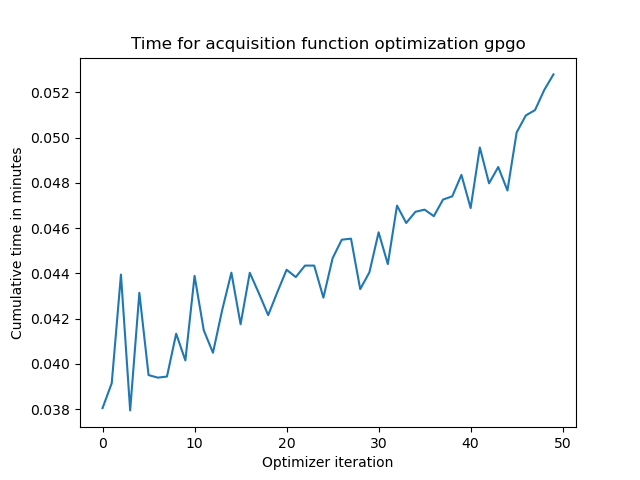 Time for acquisition function optimization gpgo
0.052
0.050
0.048
0.046
0.044
0.042
0.040
0.038
Cumulative time in minutes
0 10 20 30 40 50
Optimizer iteration